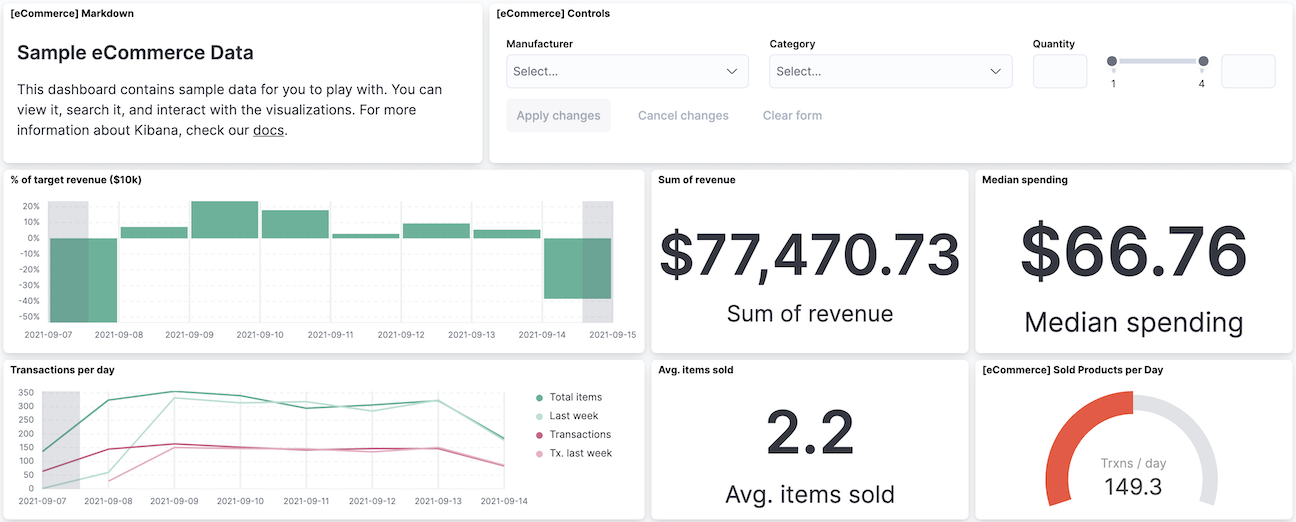 [eCommerce] Markdown
Sample eCommerce Data
This dashboard contains sample data for you to play with. You can
view it, search it, and interact with the visualizations. For more
information about Kibana, check our docs.
[eCommerce] Controls
Manufacturer
Select...
Category
Select...
Quantity
1
4
Apply changes
Cancel changes
Clear form
% of target revenue ($10k)
20%
10%
0%
-10%
-20%
-30%
-40%
-50%
2021-09-07 2021-09-08 2021-09-09 2021-09-10 2021-09-11 2021-09-12 2021-09-13 2021-09-14 2021-09-15
Sum of revenue
$77,470.73
Sum of revenue
Median spending
$66.76
Median spending
Transactions per day
350
300
250
200
150
100
50
0
2021-09-07 2021-09-08 2021-09-09 2021-09-10 2021-09-11 2021-09-12 2021-09-13 2021-09-14
Total items
Last week
Transactions
Tx. last week
Avg. items sold
2.2
Avg. items sold
[eCommerce] Sold Products per Day
Trxns / day
149.3